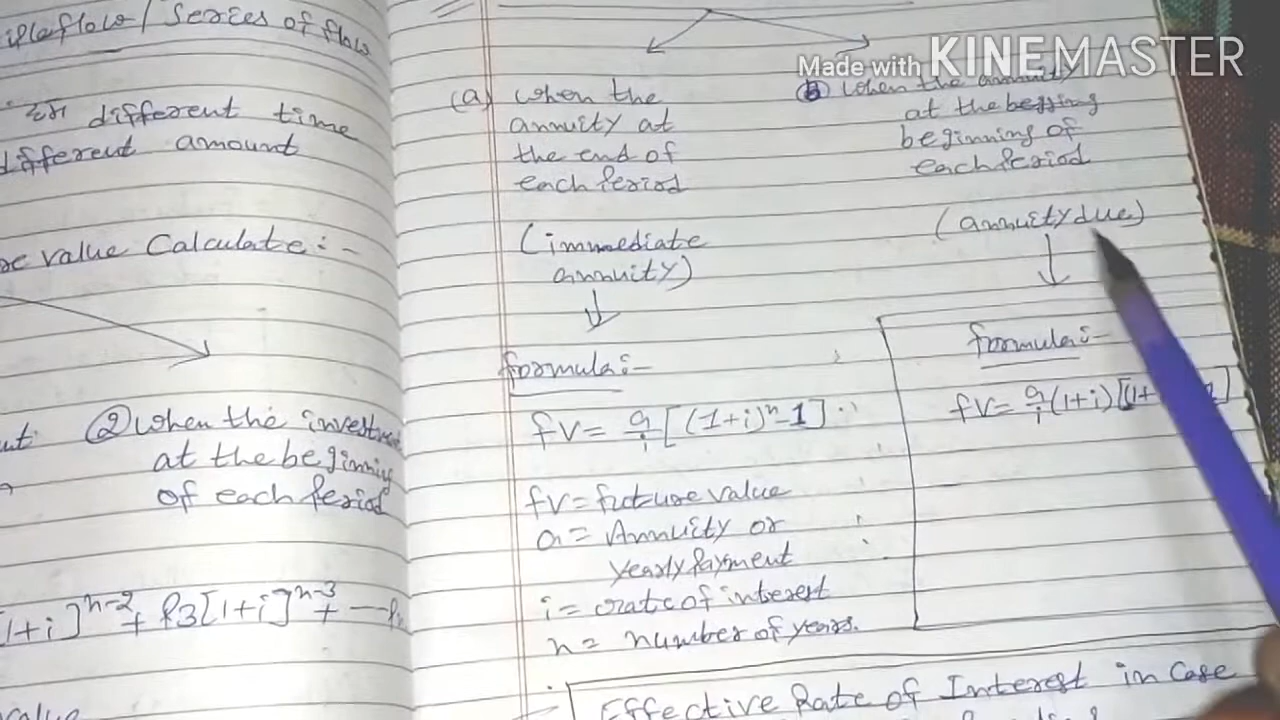 Series of flow
different time
different amount
value Calculate:-
② when the
at the beginning
of each Period
1+i]ⁿ⁻² + P3[1+i]ⁿ⁻³ + —
Made with KINEMASTER
(a) when the
annuity at
the end of
each Period
(immediate
annuity)
formula:-
fv = a/i [(1+i)ⁿ-1]
fv = future value
a = Annuity or
yearly Payment
i = rate of interest
n = number of years.
(b) when the annuity
at the
beginning of
each Period
(annuity due)
formula:-
fv = a/i (1+i) [(1+
Effective Rate of Interest in Case